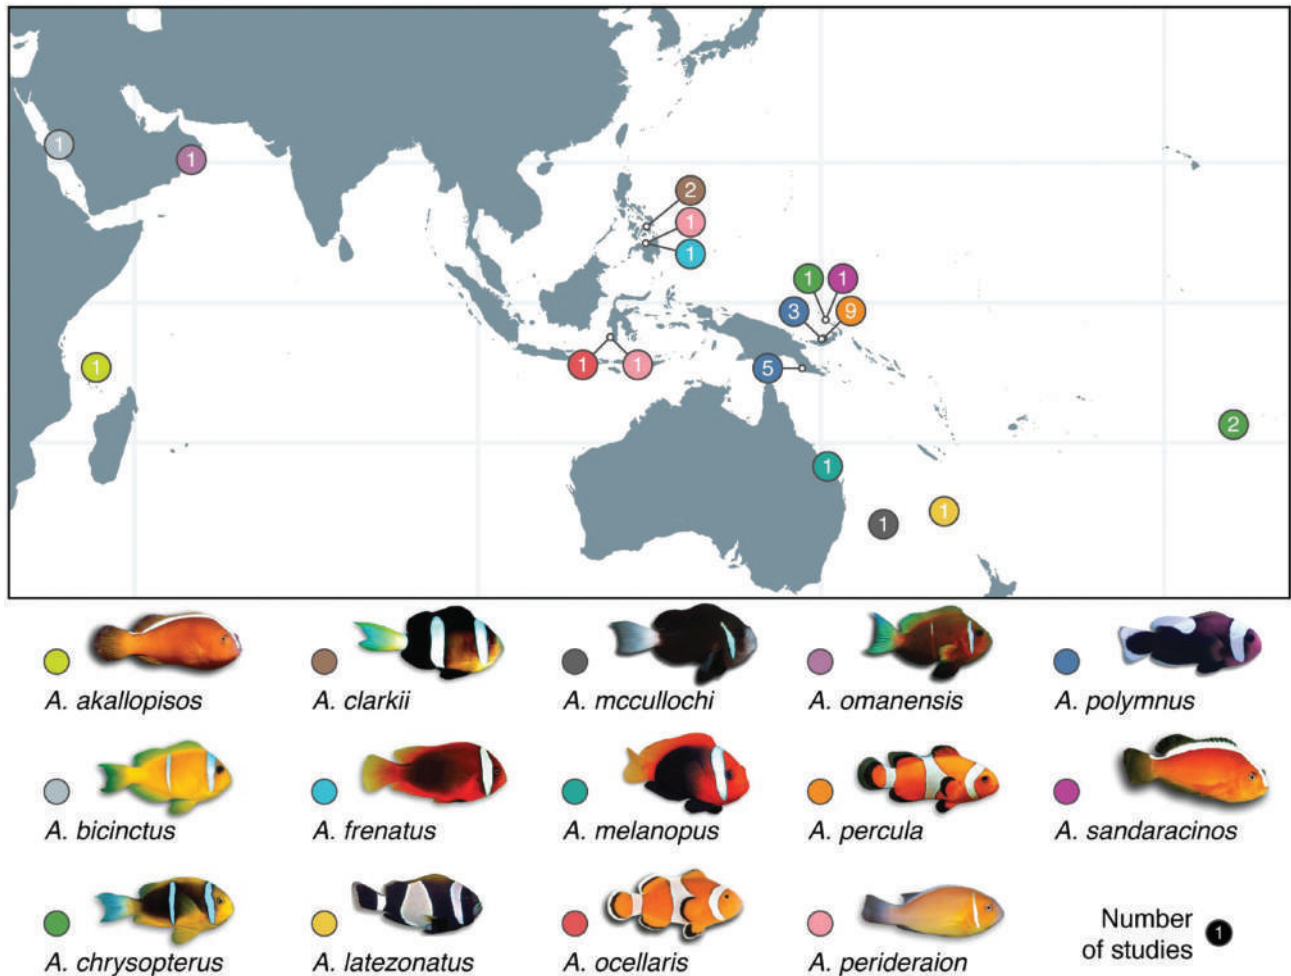 1
1
2
1
1
1
1
3
9
1
1
1
5
2
1
1
1
A. akallopisos
A. clarkii
A. mccullochi
A. omanensis
A. polymnus
A. bicinctus
A. frenatus
A. melanopus
A. percula
A. sandaracinos
A. chrysopterus
A. latezonatus
A. ocellaris
A. perideraion
Number
of studies
1